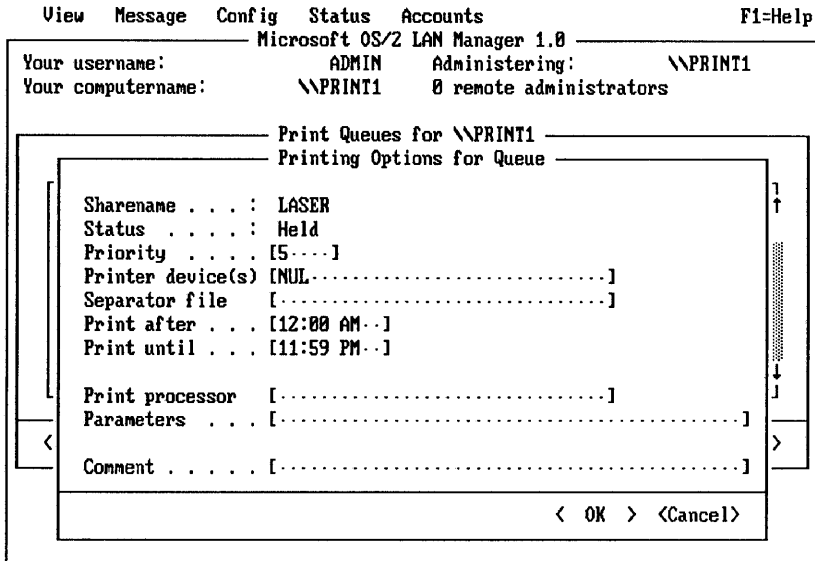 View Message Config Status Accounts F1=Help
Microsoft OS/2 LAN Manager 1.0
Your username: ADMIN Administering: \\PRINT1
Your computername: \\PRINT1 0 remote administrators
Print Queues for \\PRINT1
Printing Options for Queue
Sharename . . . : LASER
Status . . . . : Held
Priority . . . . [5····]
Printer device(s) [NUL·····························]
Separator file [································]
Print after . . . [12:00 AM··]
Print until . . . [11:59 PM··]
Print processor [································]
Parameters . . . [·············································]
Comment . . . . . [·············································]
< OK > <Cancel>